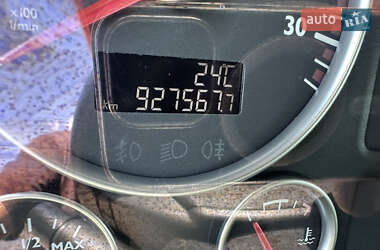 x100
1/min
30
auto RIA
24°C
km 927567.7
1/2 MAX